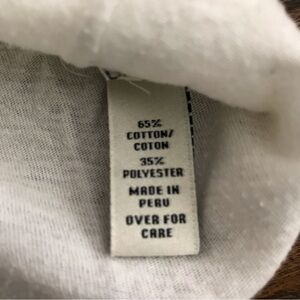 65%
COTTON/
COTON
35%
POLYESTER
MADE IN
PERU
OVER FOR
CARE